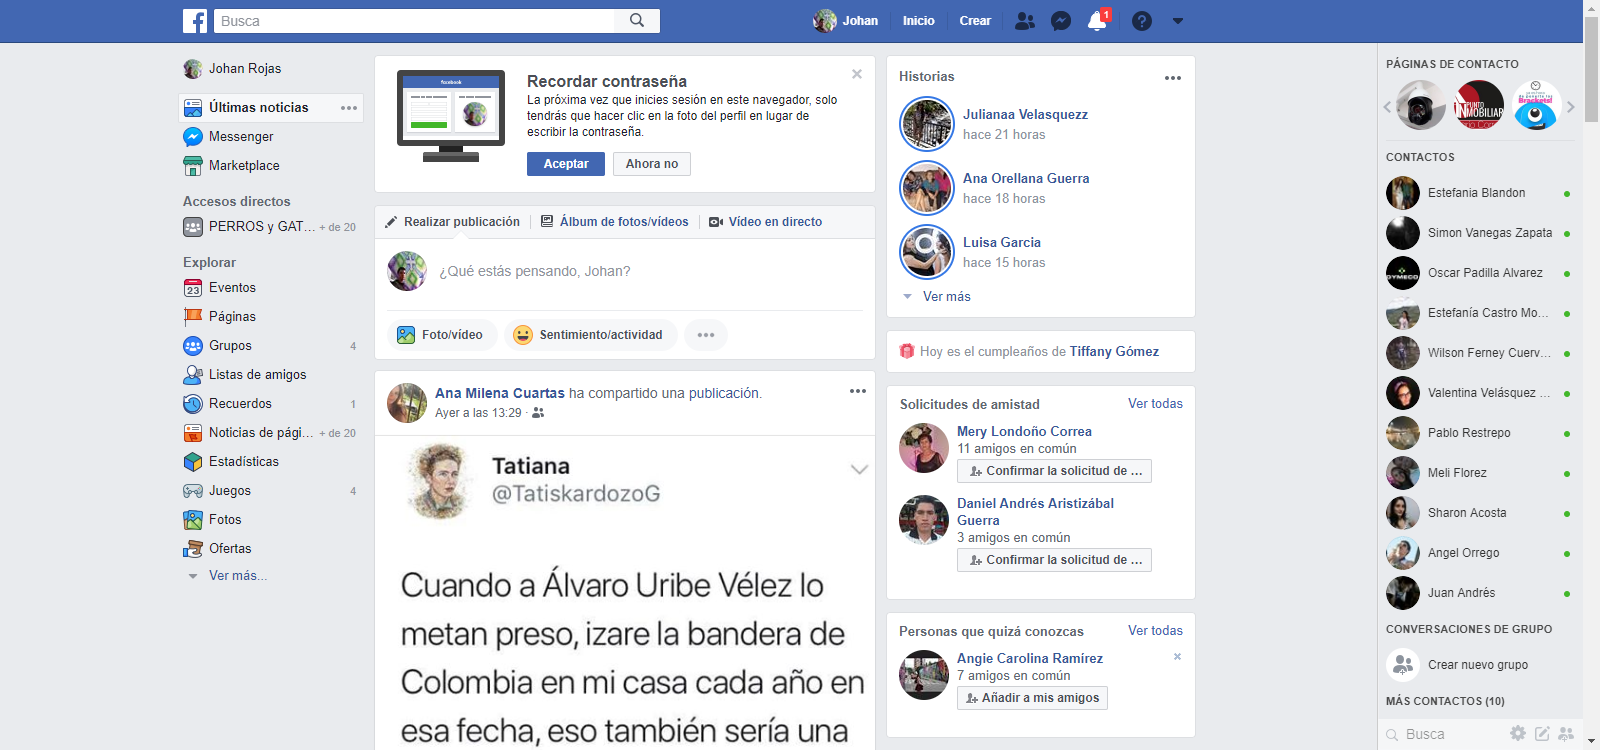 Busca
Johan
Inicio
Crear
1
Johan Rojas
Últimas noticias
Messenger
Marketplace
Accesos directos
PERROS y GAT... + de 20
Explorar
23
Eventos
Páginas
Grupos 4
Listas de amigos
Recuerdos 1
Noticias de pági... + de 20
Estadísticas
Juegos 4
Fotos
Ofertas
Ver más...
facebook
Recordar contraseña
La próxima vez que inicies sesión en este navegador, solo
tendrás que hacer clic en la foto del perfil en lugar de
escribir la contraseña.
Aceptar
Ahora no
Realizar publicación
Álbum de fotos/vídeos
Vídeo en directo
¿Qué estás pensando, Johan?
Foto/vídeo
Sentimiento/actividad
Ana Milena Cuartas ha compartido una publicación.
Ayer a las 13:29 ·
Tatiana
@TatiskardozoG
Cuando a Álvaro Uribe Vélez lo
metan preso, izare la bandera de
Colombia en mi casa cada año en
esa fecha, eso también sería una
Historias
Julianaa Velasquezz
hace 21 horas
Ana Orellana Guerra
hace 18 horas
Luisa Garcia
hace 15 horas
Ver más
Hoy es el cumpleaños de Tiffany Gómez
Solicitudes de amistad
Ver todas
Mery Londoño Correa
11 amigos en común
Confirmar la solicitud de ...
Daniel Andrés Aristizábal
Guerra
3 amigos en común
Confirmar la solicitud de ...
Personas que quizá conozcas
Ver todas
Angie Carolina Ramírez
7 amigos en común
Añadir a mis amigos
PÁGINAS DE CONTACTO
PUNTO
INMOBILIAR
Brackets!
CONTACTOS
Estefania Blandon
Simon Vanegas Zapata
Oscar Padilla Alvarez
Estefanía Castro Mo...
Wilson Ferney Cuerv...
Valentina Velásquez ...
Pablo Restrepo
Meli Florez
Sharon Acosta
Angel Orrego
Juan Andrés
CONVERSACIONES DE GRUPO
Crear nuevo grupo
MÁS CONTACTOS (10)
Busca